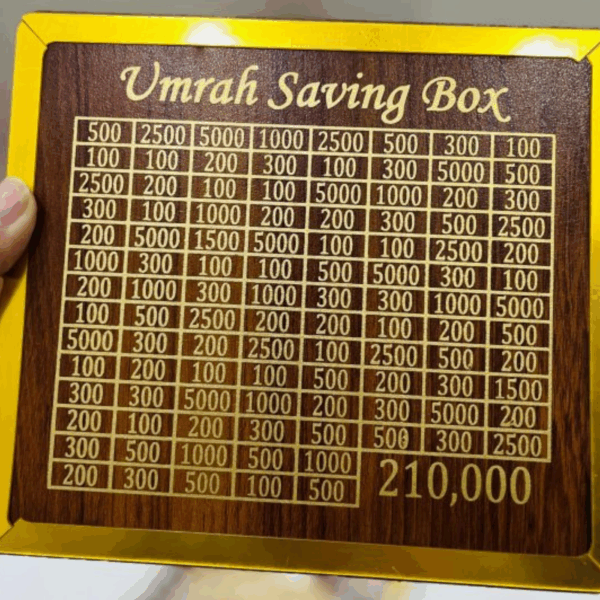 Umrah Saving Box
500 2500 5000 1000 2500 500 300 100
100 100 200 300 100 300 5000 500
2500 200 100 100 5000 1000 200 300
300 100 1000 200 200 300 500 2500
200 5000 1500 5000 100 100 2500 200
1000 300 100 100 500 5000 300 100
200 1000 300 1000 300 300 1000 5000
100 500 2500 200 200 100 200 500
5000 300 200 2500 100 2500 500 200
100 200 100 100 500 200 300 1500
300 300 5000 1000 200 300 5000 200
200 100 200 300 500 500 300 2500
300 500 1000 500 1000
200 300 500 100 500
210,000